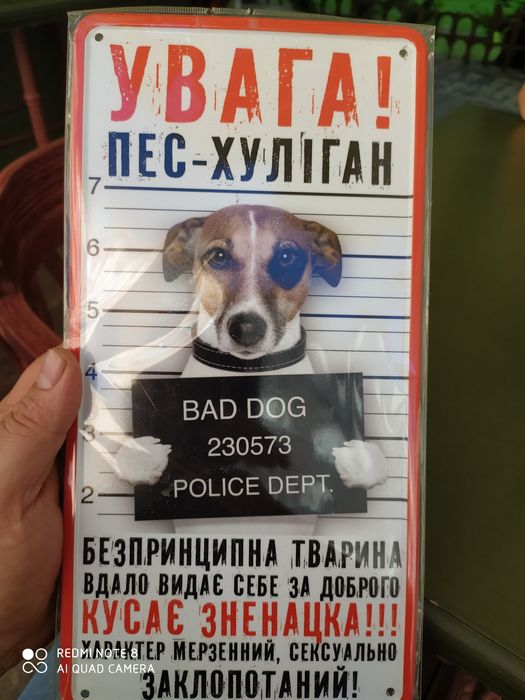 УВАГА!
ПЕС-ХУЛІГАН
7
6
5
4
3
2
BAD DOG
230573
POLICE DEPT.
БЕЗПРИНЦИПНА ТВАРИНА
ВДАЛО ВИДАЄ СЕБЕ ЗА ДОБРОГО
КУСАЄ ЗНЕНАЦКА!!!
ХАРАКТЕР МЕРЗЕННИЙ, СЕКСУАЛЬНО
ЗАКЛОПОТАНИЙ!
REDMI NOTE 8
AI QUAD CAMERA